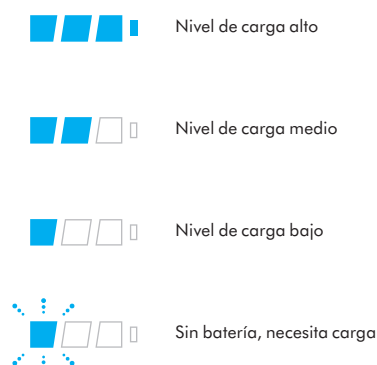 Nivel de carga alto
Nivel de carga medio
Nivel de carga bajo
Sin batería, necesita carga